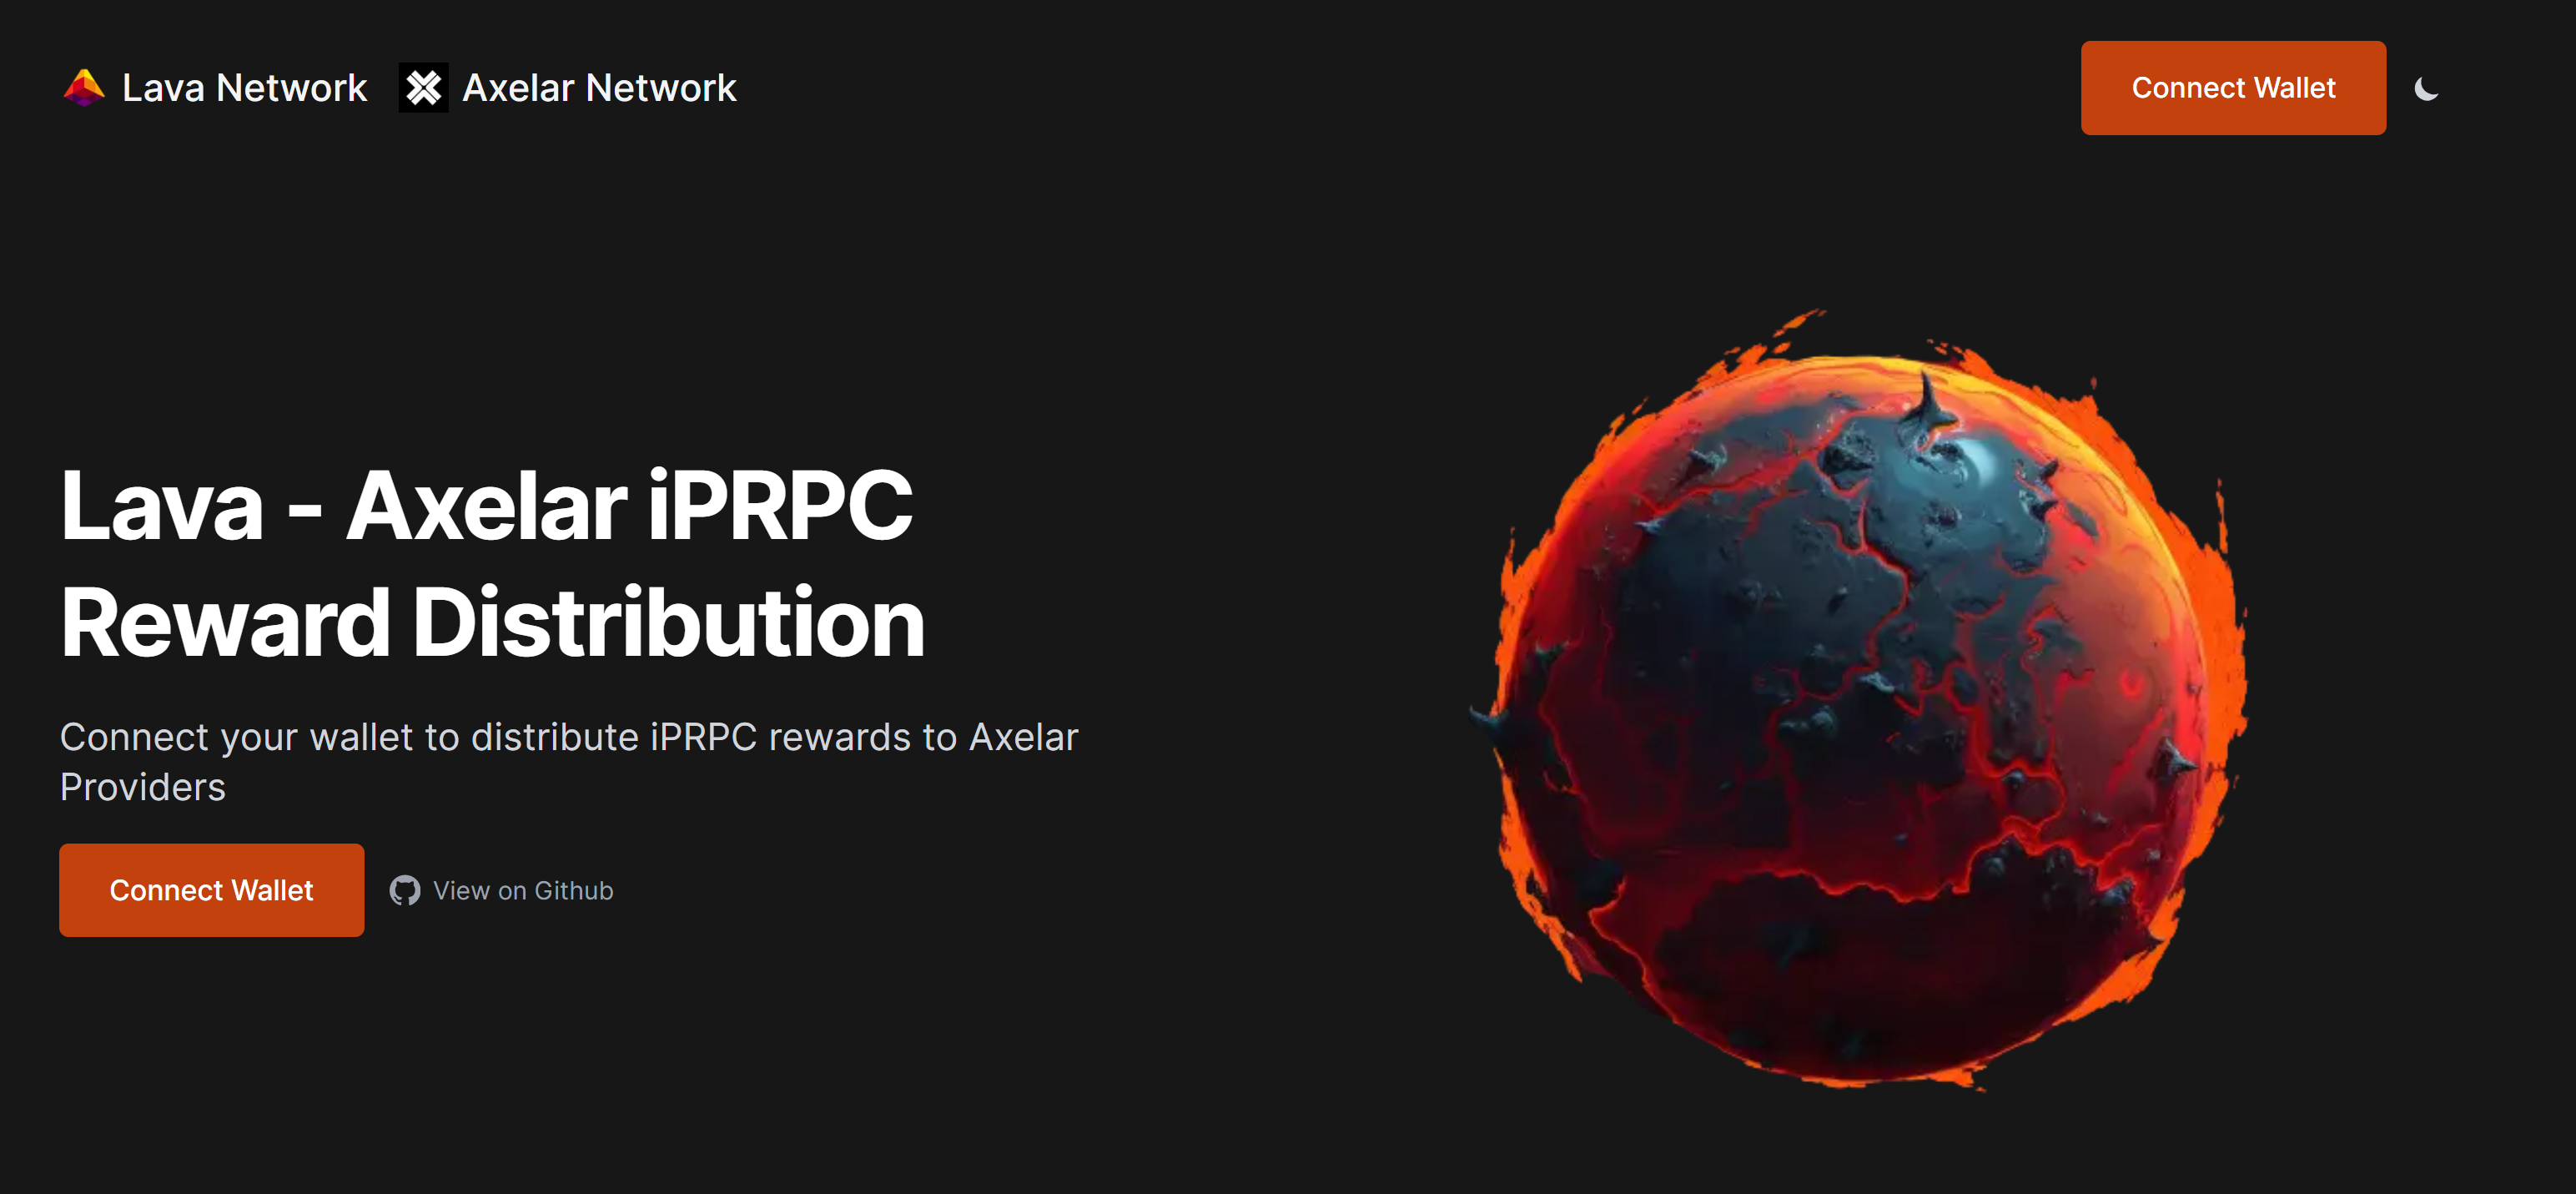 Lava Network
Axelar Network
Connect Wallet
Lava - Axelar iPRPC
Reward Distribution
Connect your wallet to distribute iPRPC rewards to Axelar
Providers
Connect Wallet
View on Github